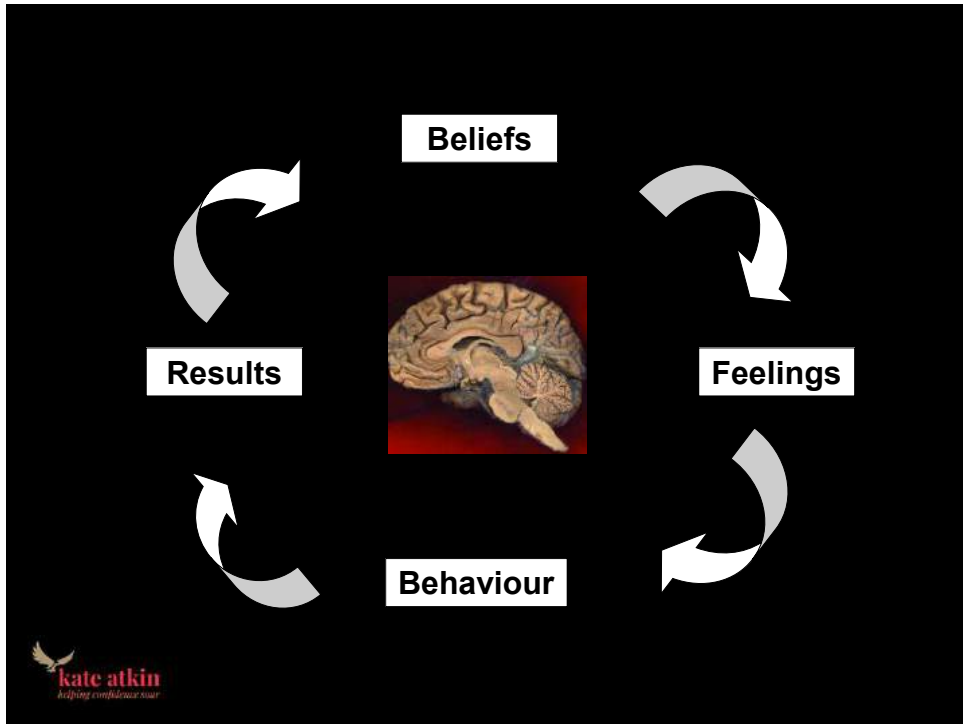 Beliefs
Results
Feelings
Behaviour
kate atkin
helping confidence soar